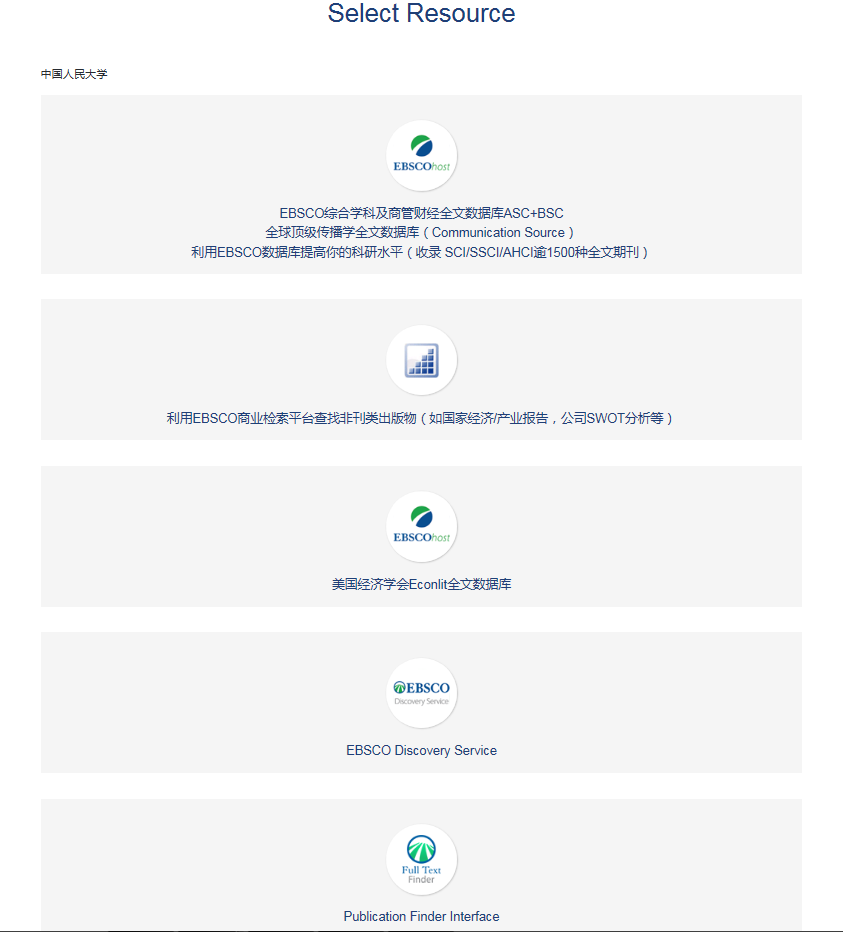 Select Resource
中国人民大学
EBSCOhost
EBSCO综合学科及商管财经全文数据库ASC+BSC
全球顶级传播学全文数据库（Communication Source）
利用EBSCO数据库提高你的科研水平（收录 SCI/SSCI/AHCI逾1500种全文期刊）
利用EBSCO商业检索平台查找非刊类出版物（如国家经济/产业报告，公司SWOT分析等）
EBSCOhost
美国经济学会Econlit全文数据库
EBSCO
Discovery Service
EBSCO Discovery Service
Full Text
Finder
Publication Finder Interface